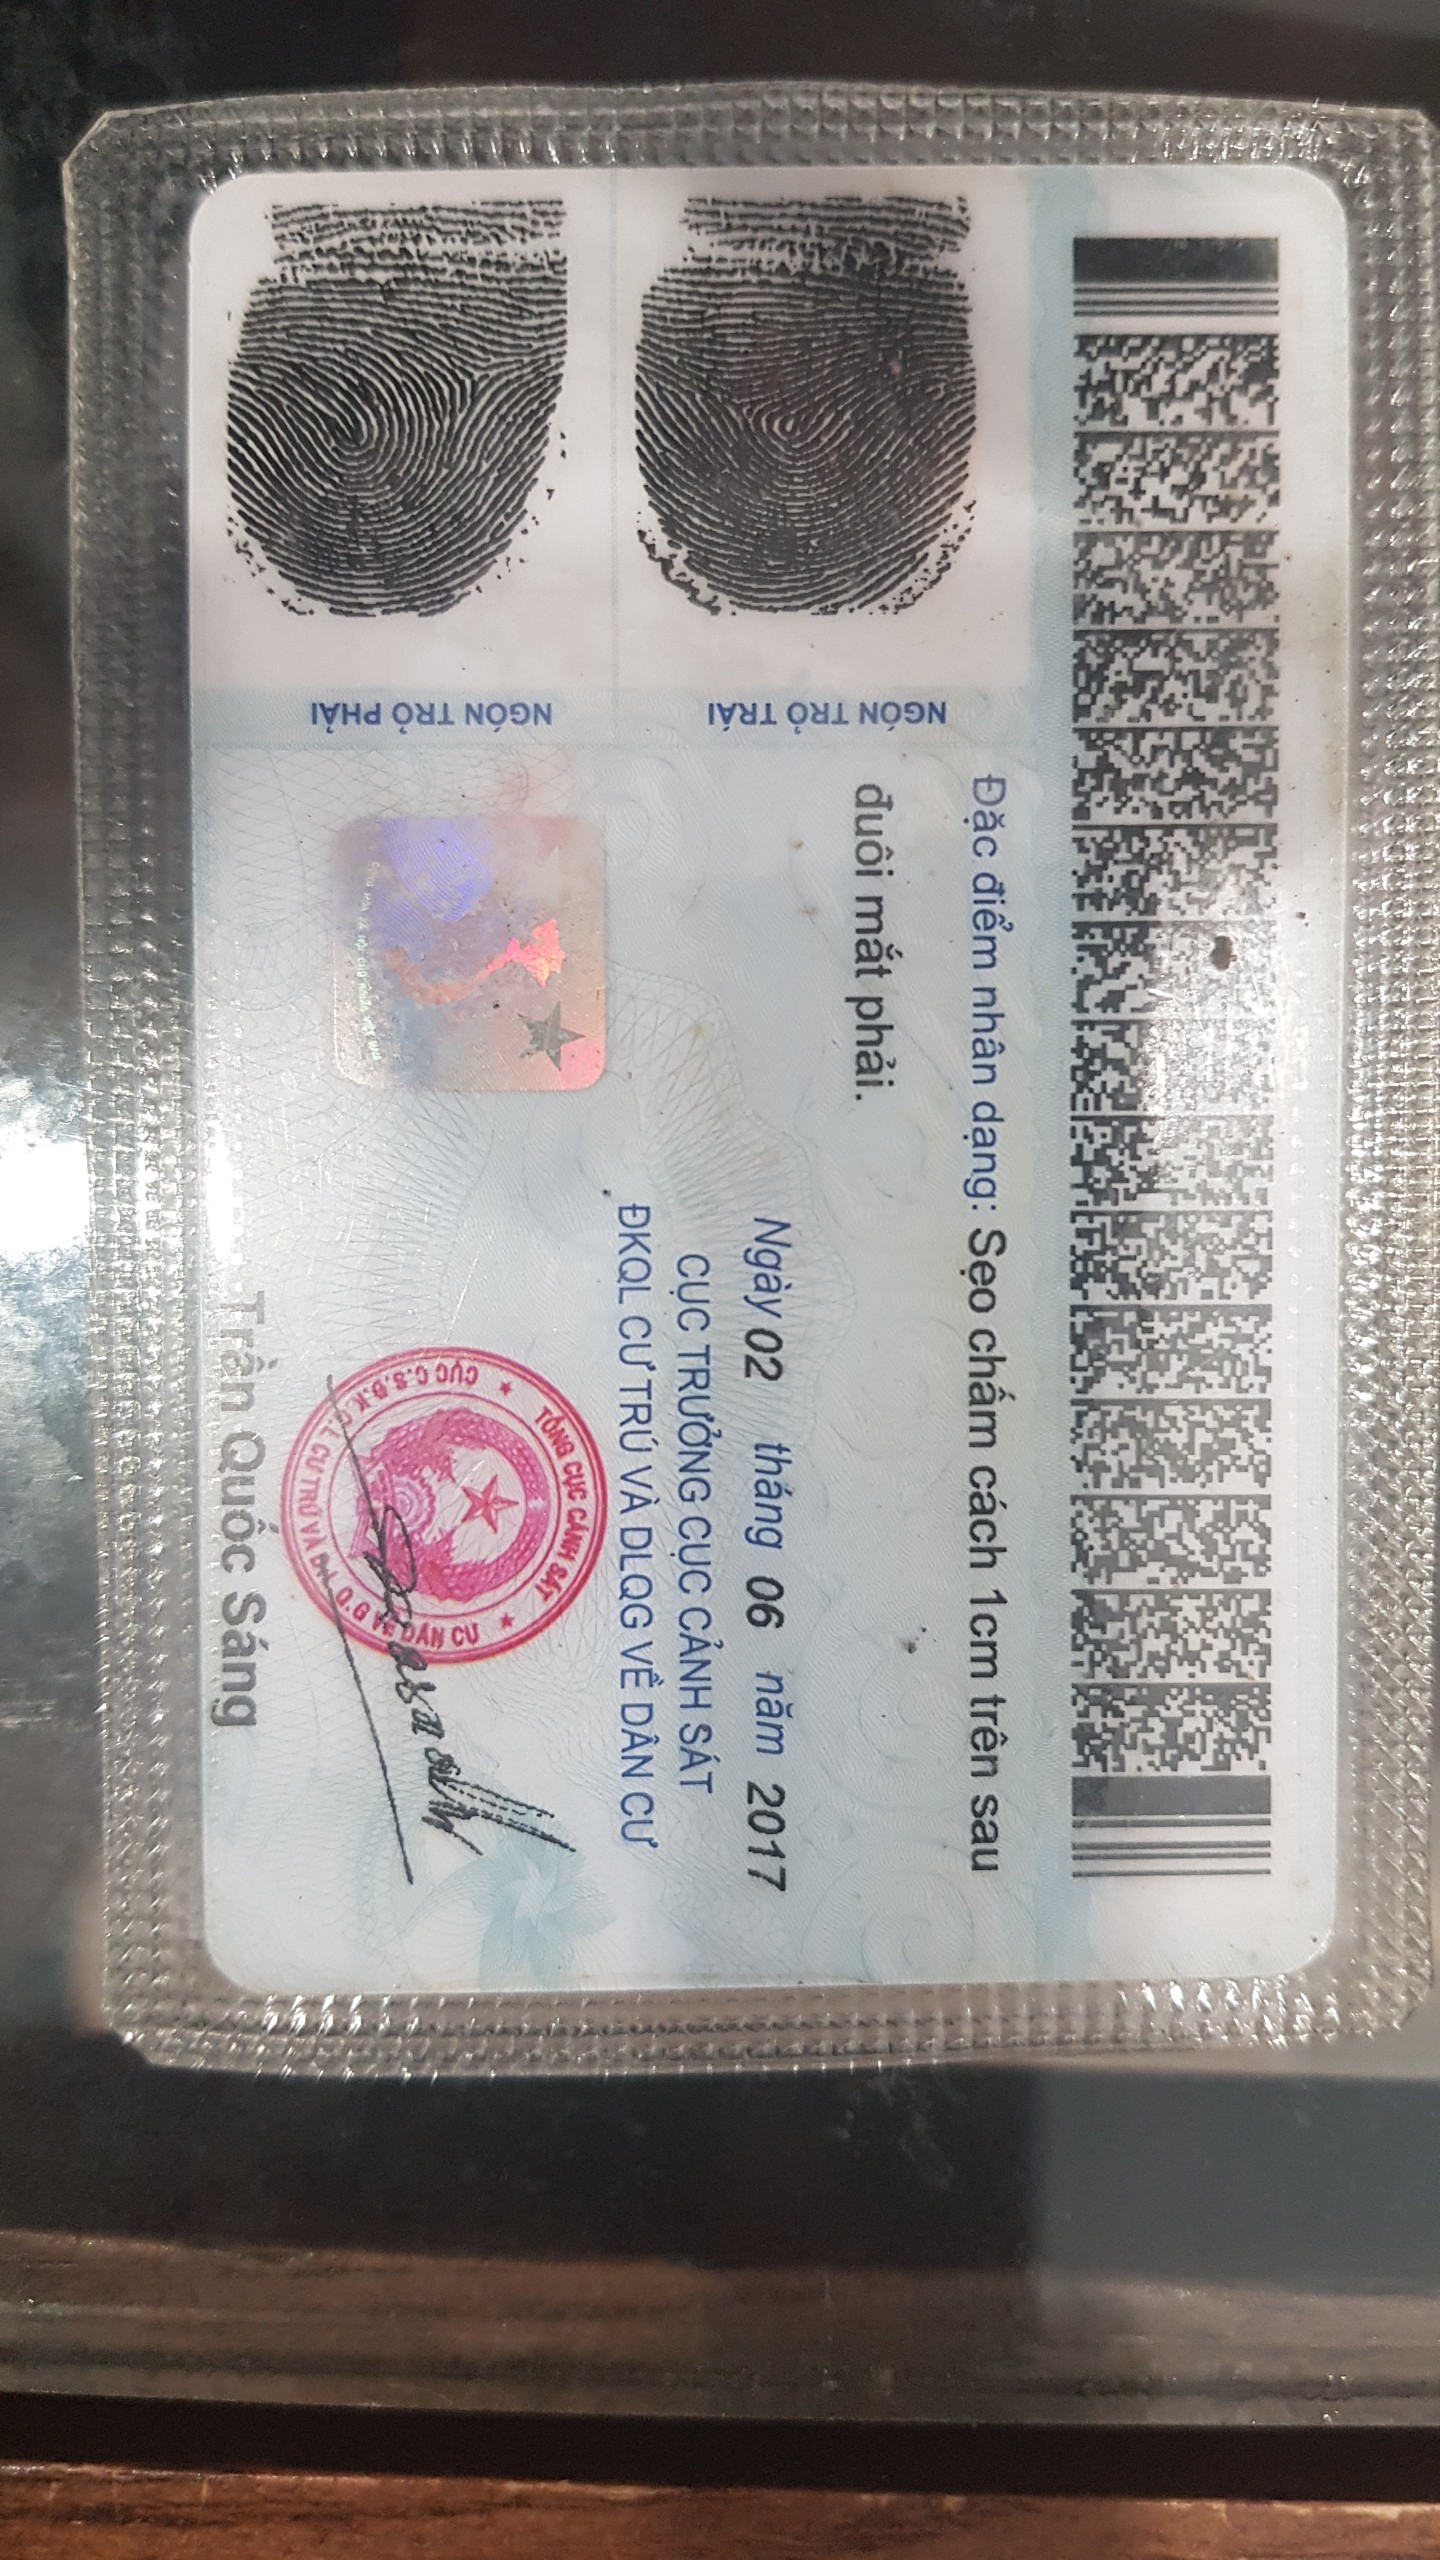 Đặc điểm nhân dạng: Sẹo chấm cách 1cm trên sau
đuôi mắt phải.
NGÓN TRỎ TRÁI
NGÓN TRỎ PHẢI
Ngày 02 tháng 06 năm 2017
CỤC TRƯỞNG CỤC CẢNH SÁT
ĐKQL CƯ TRÚ VÀ DLQG VỀ DÂN CƯ
TỔNG CỤC CẢNH SÁT
Trần Quốc Sáng